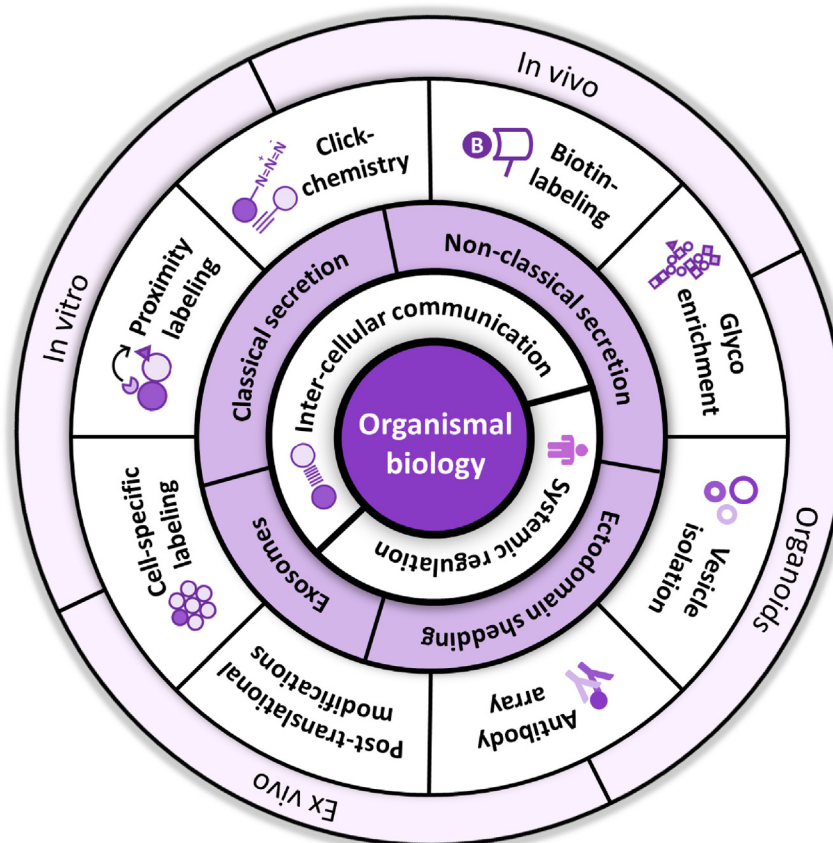 In vivo
Click-
chemistry
-N=N=N
+
-
B
Biotin-
labeling
Glyco
enrichment
Vesicle
isolation
Organoids
Antibody
array
Post-translational
modifications
Ex vivo
Cell-specific
labeling
Proximity
labeling
In vitro
Classical secretion
Non-classical secretion
Ectodomain shedding
Exosomes
Inter-cellular communication
Systemic regulation
Organismal
biology